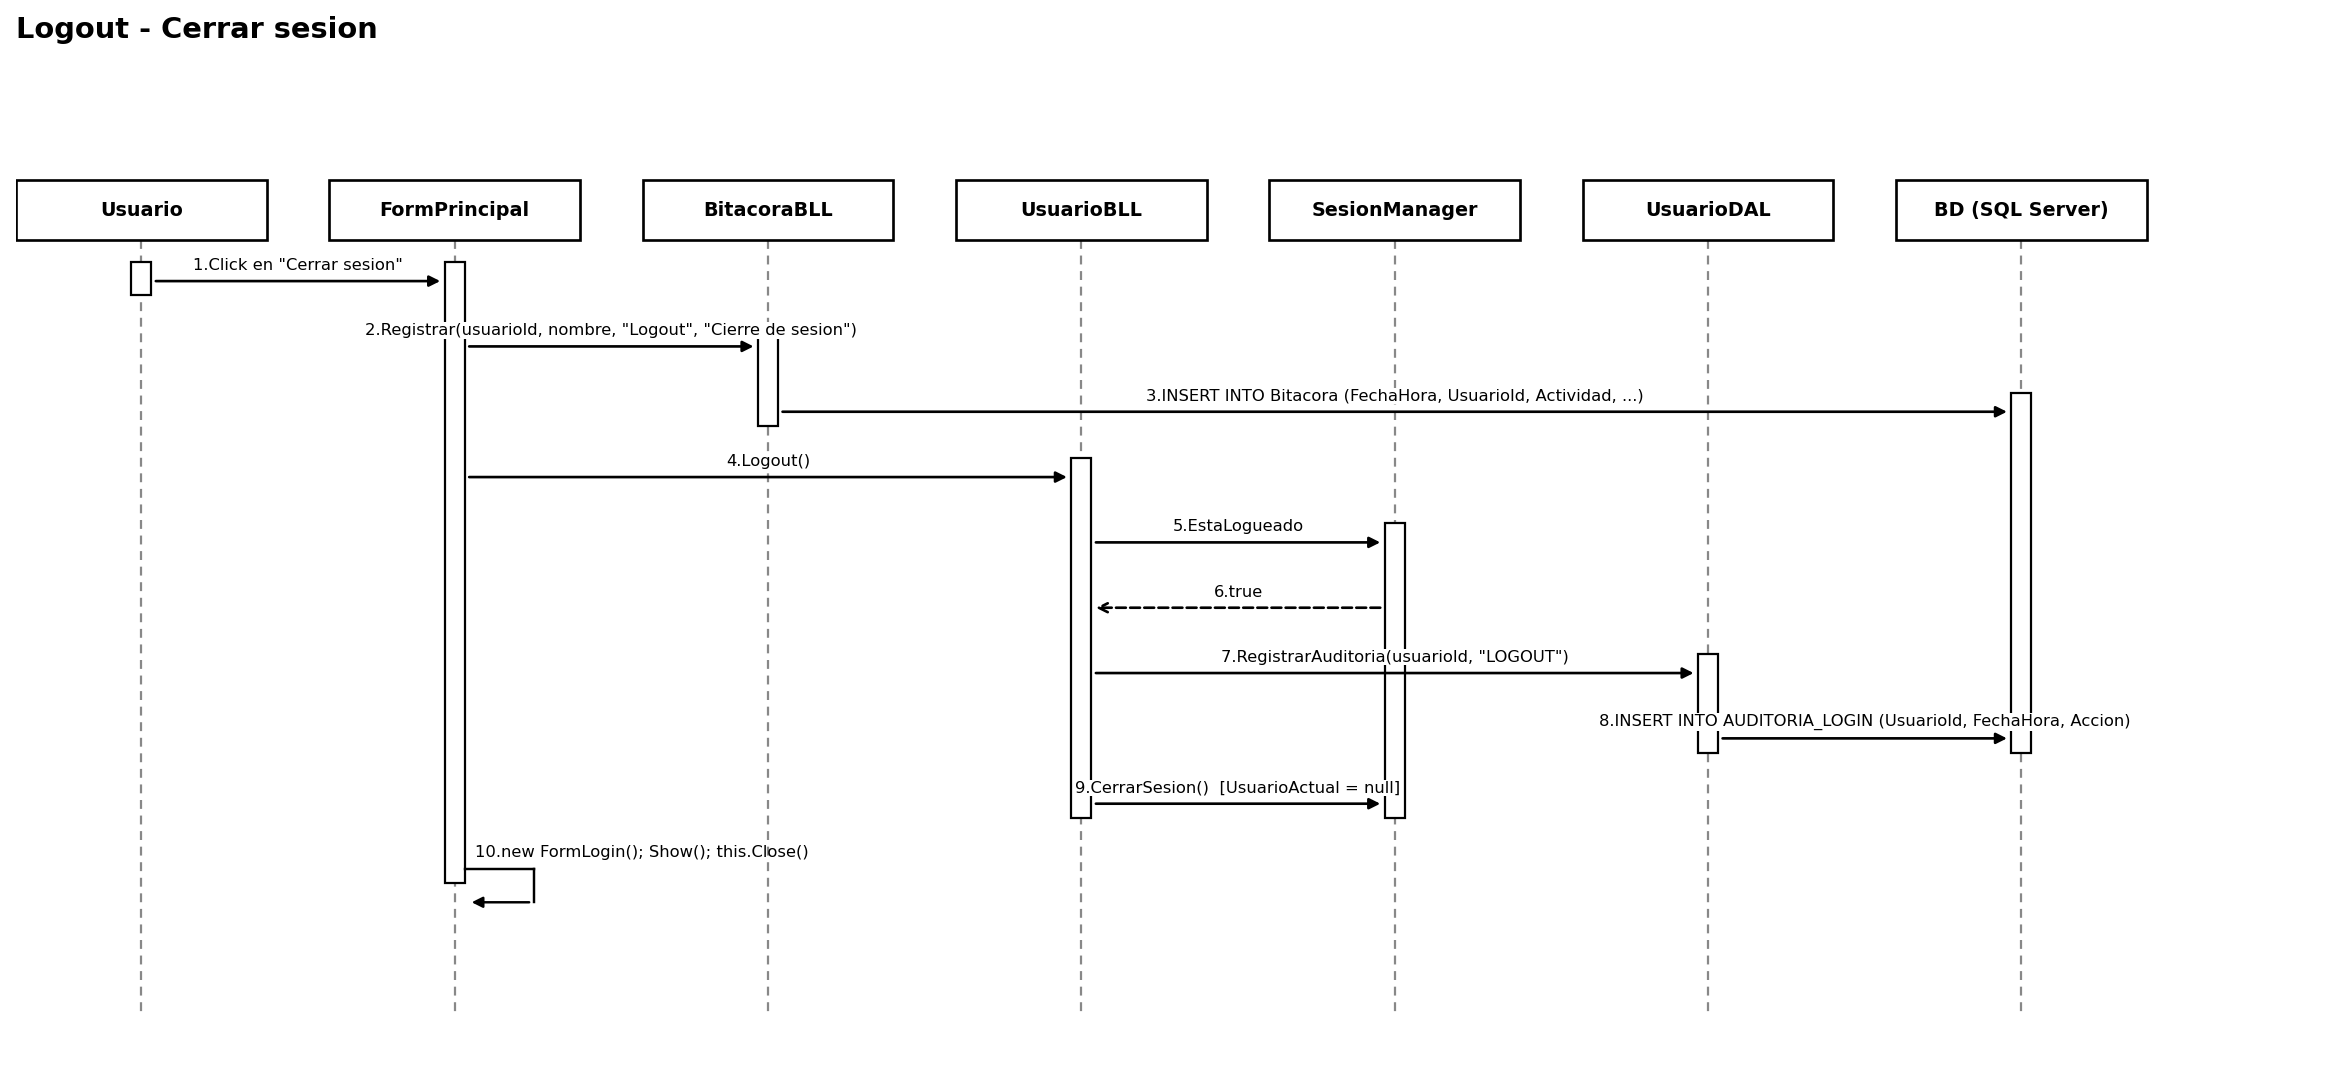 Logout - Cerrar sesion
Usuario
FormPrincipal
BitacoraBLL
UsuarioBLL
SesionManager
UsuarioDAL
BD (SQL Server)
1.Click en "Cerrar sesion"
2.Registrar(usuarioId, nombre, "Logout", "Cierre de sesion")
3.INSERT INTO Bitacora (FechaHora, UsuarioId, Actividad, ...)
4.Logout()
5.EstaLogueado
6.true
7.RegistrarAuditoria(usuarioId, "LOGOUT")
8.INSERT INTO AUDITORIA_LOGIN (UsuarioId, FechaHora, Accion)
9.CerrarSesion()  [UsuarioActual = null]
10.new FormLogin(); Show(); this.Close()